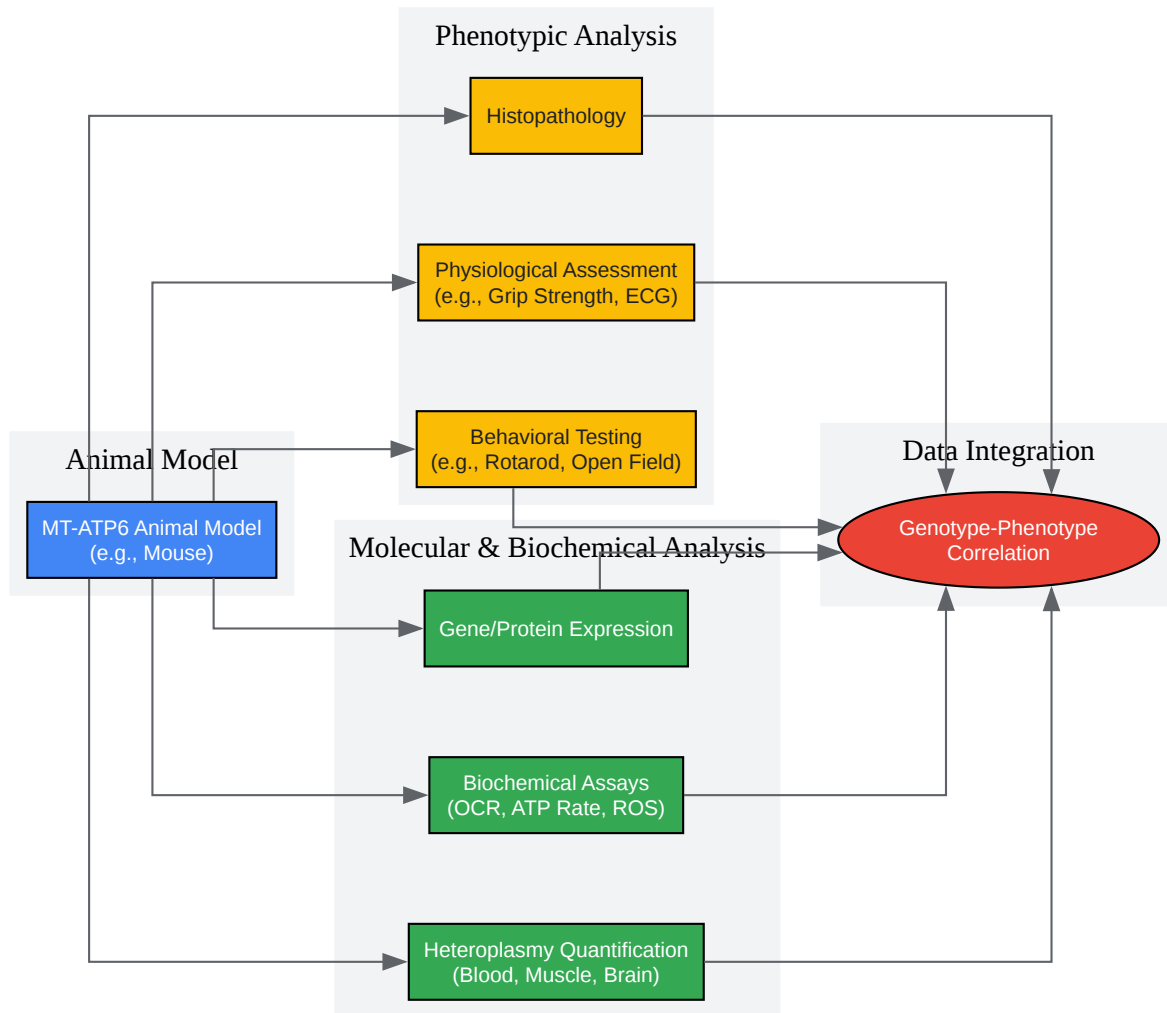 Phenotypic Analysis
Histopathology
Physiological Assessment
(e.g., Grip Strength, ECG)
Behavioral Testing
(e.g., Rotarod, Open Field)
Animal Model
MT-ATP6 Animal Model
(e.g., Mouse)
Data Integration
Genotype-Phenotype
Correlation
Molecular & Biochemical Analysis
Gene/Protein Expression
Biochemical Assays
(OCR, ATP Rate, ROS)
Heteroplasmy Quantification
(Blood, Muscle, Brain)